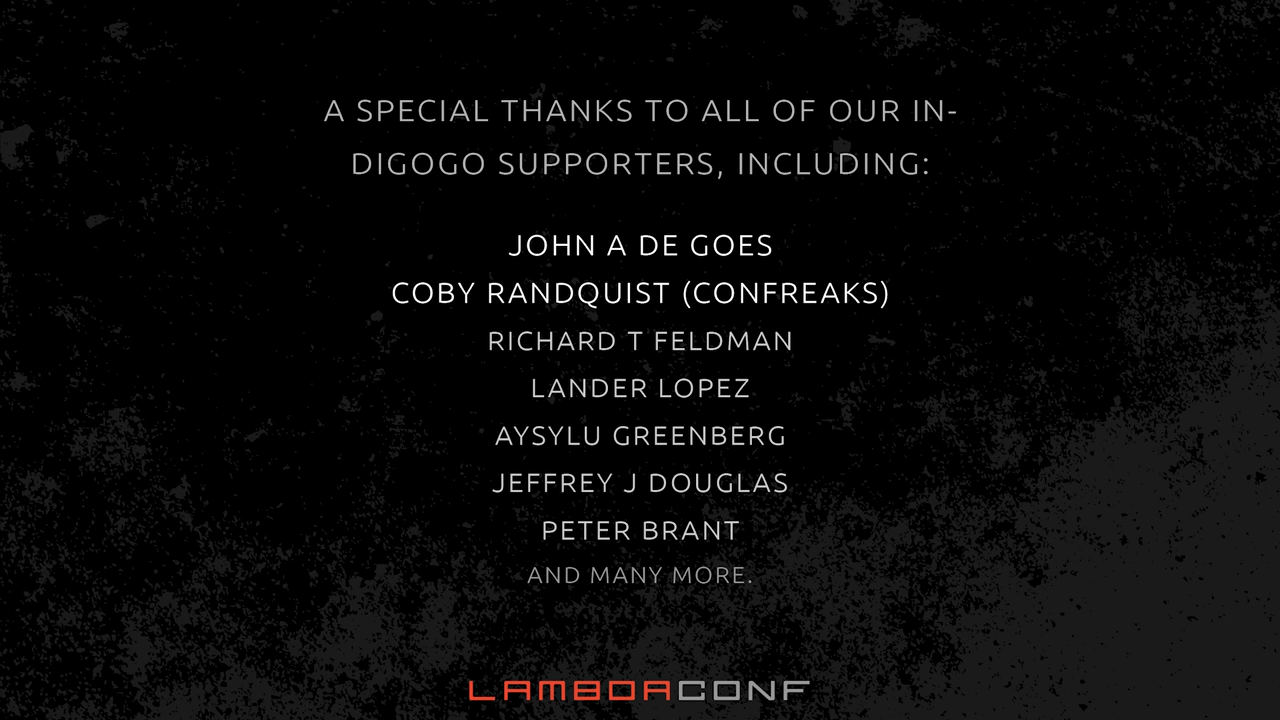 A SPECIAL THANKS TO ALL OF OUR IN-
DIGOGO SUPPORTERS, INCLUDING:
JOHN A DE GOES
COBY RANDQUIST (CONFREAKS)
RICHARD T FELDMAN
LANDER LOPEZ
AYSYLU GREENBERG
JEFFREY J DOUGLAS
PETER BRANT
AND MANY MORE.
LAMBDACONF